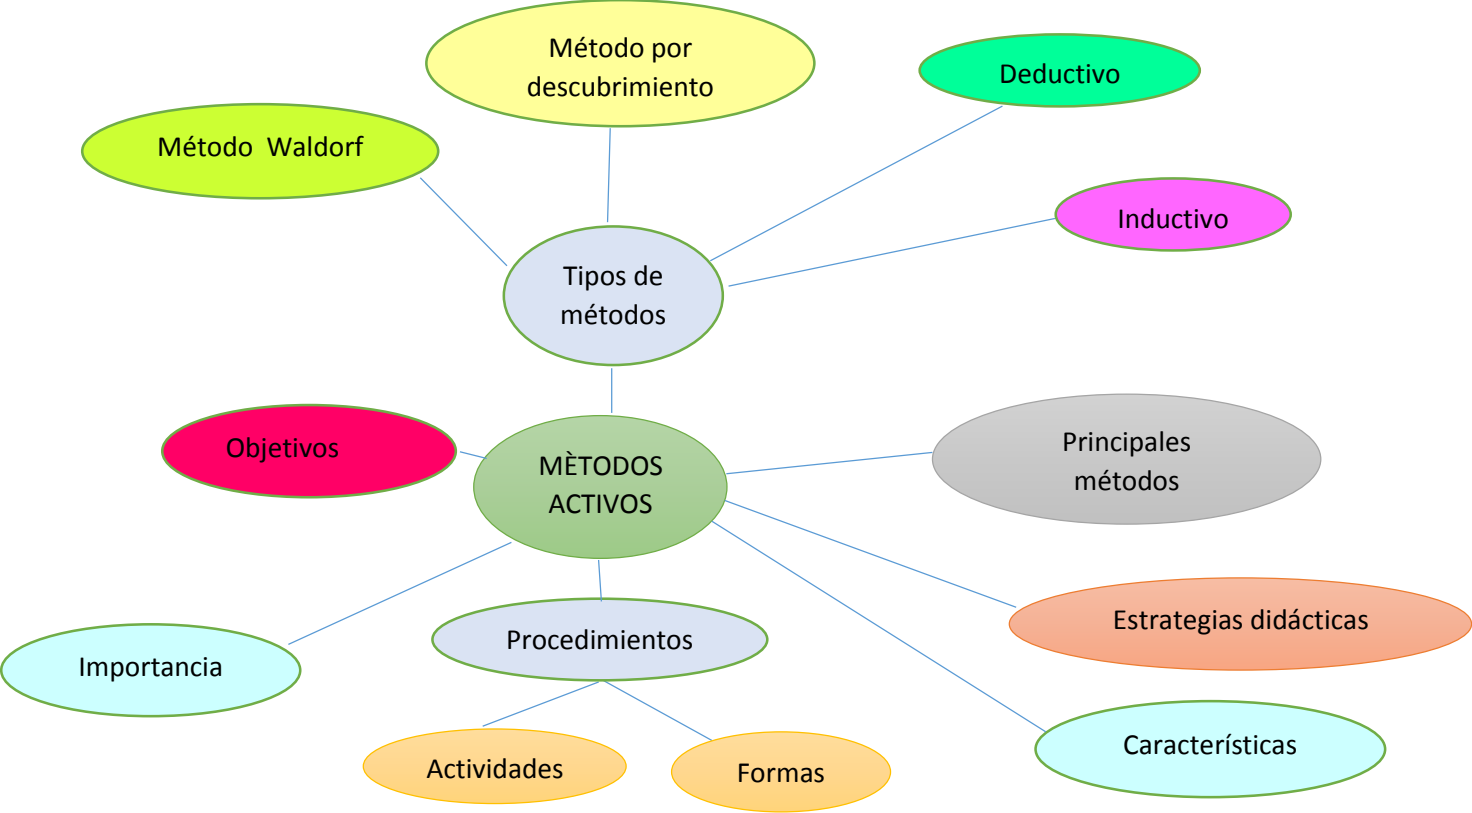 Método por
descubrimiento
Deductivo
Método  Waldorf
Inductivo
Tipos de
métodos
Objetivos
MÈTODOS
ACTIVOS
Principales
métodos
Estrategias didácticas
Procedimientos
Importancia
Características
Actividades
Formas